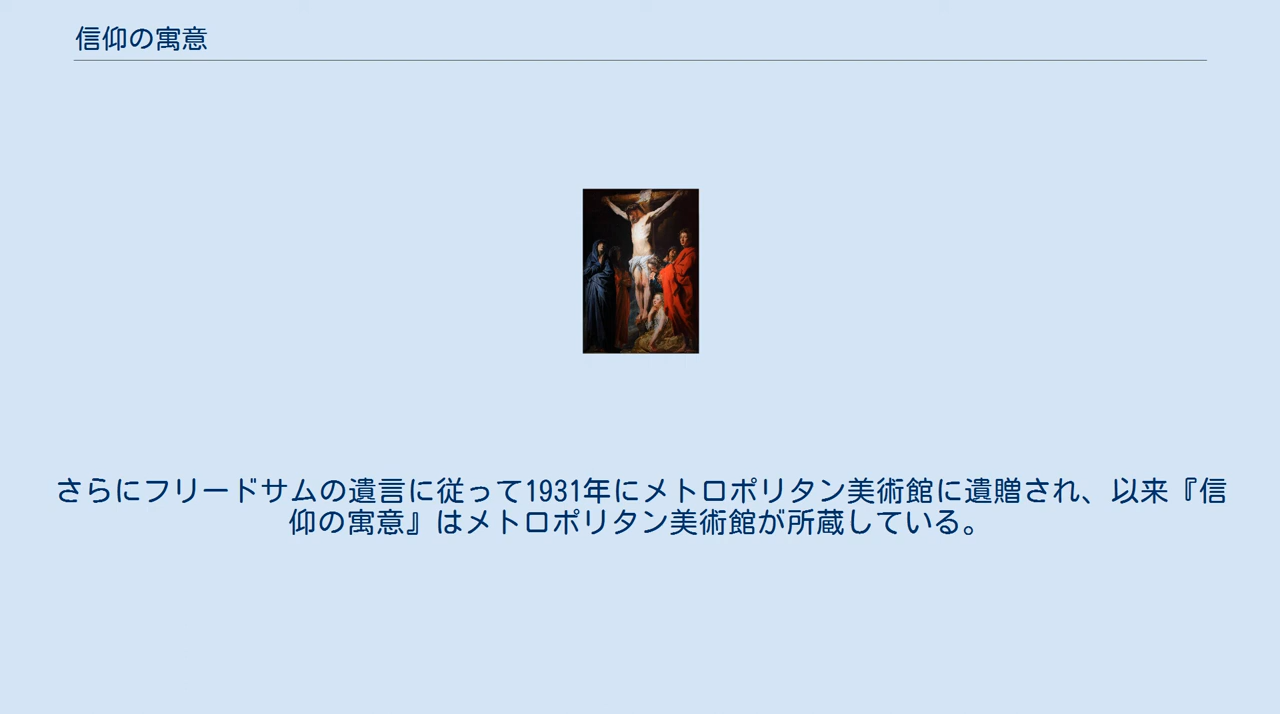 信仰の寓意
さらにフリードサムの遺言に従って1931年にメトロポリタン美術館に遺贈され、以来『信
仰の寓意』はメトロポリタン美術館が所蔵している。